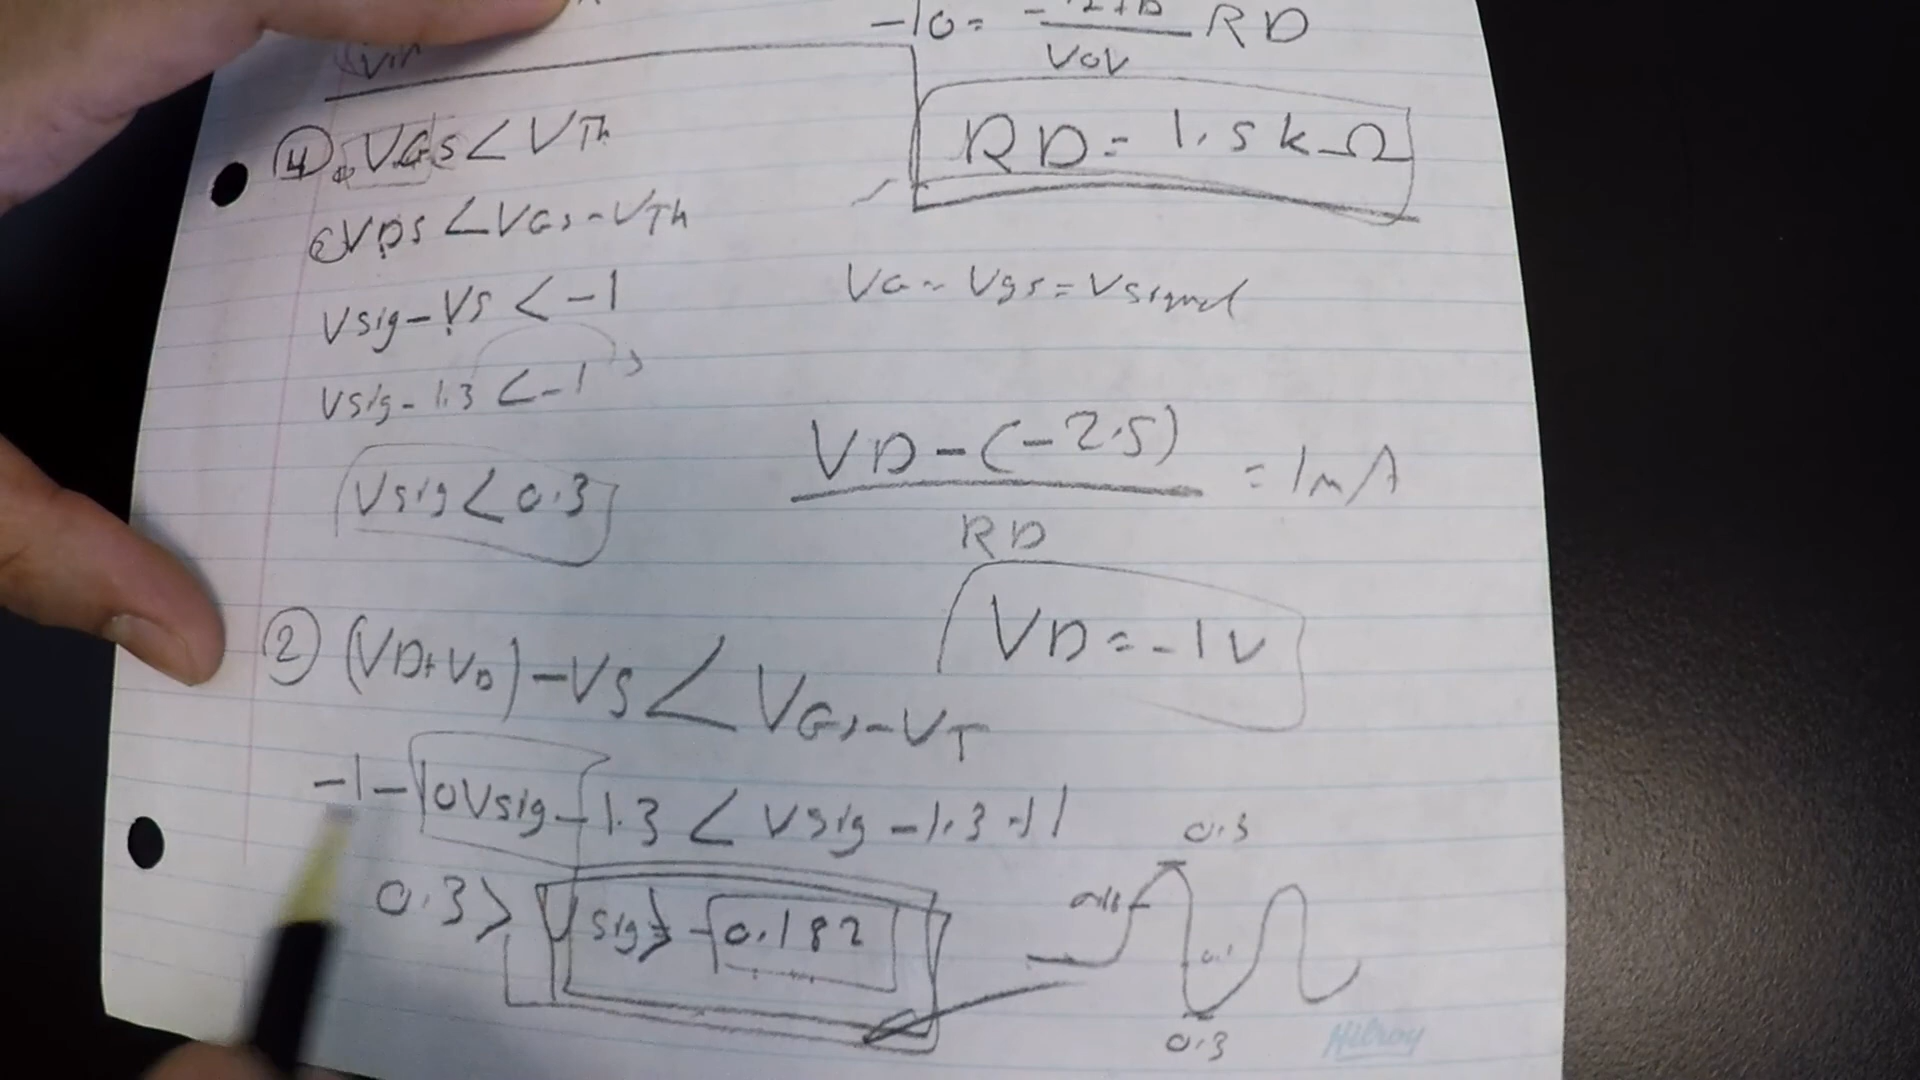 -10 = RD
VOV
RD = 1.5 kΩ
④ VGS < VTh
VDS < VGS - VTh
Vsig - VS < -1
VG - Vgs = Vsignal
Vsig - 1.3 < -1
Vsig < 0.3
VD - (-2.5) = 1mA
RD
VD = -1V
② (VD + VD) - VS < VGS - VT
-1 - 10Vsig - 1.3 < Vsig - 1.3 + 1
0.3
0.3 > Vsig > -0.182
0.3
Hilroy